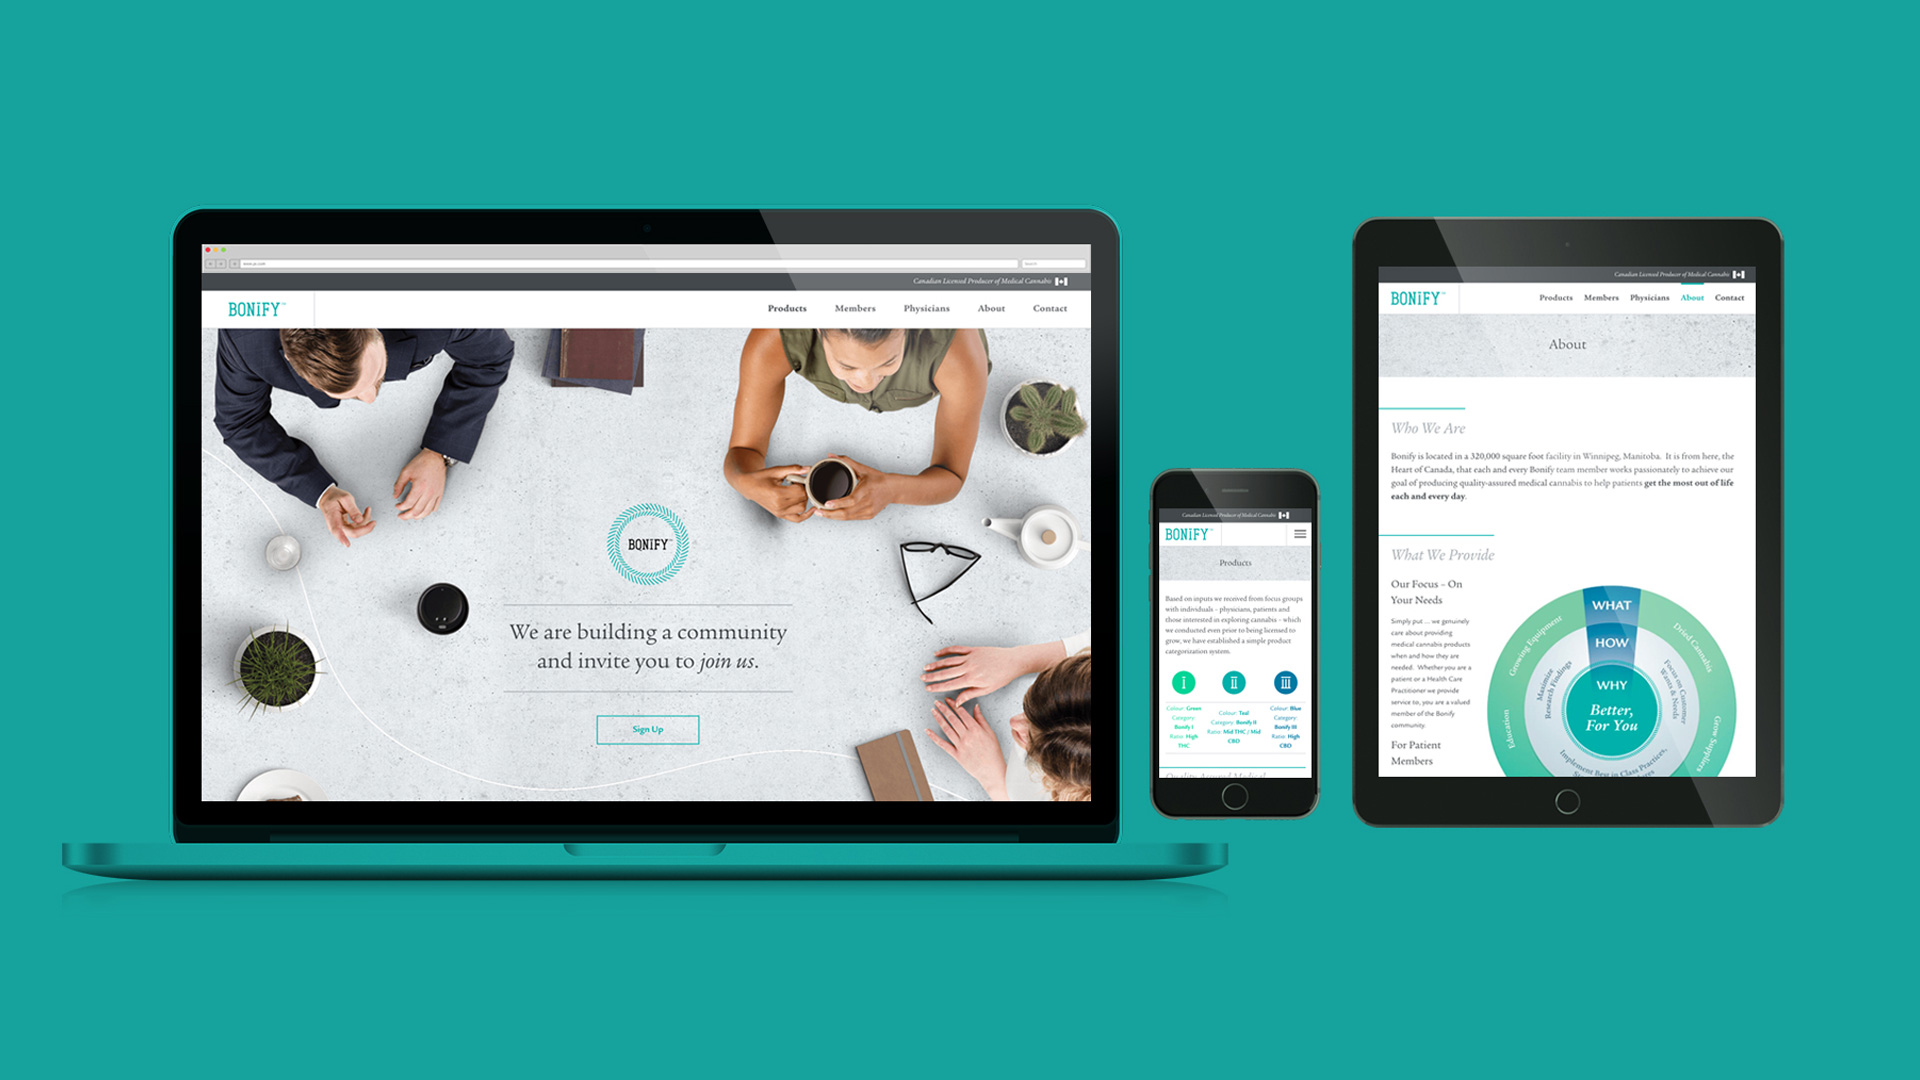 Canadian Licensed Producer of Medical Cannabis
BONiFY™
Products
Members
Physicians
About
Contact
BONiFY
We are building a community
and invite you to join us.
Sign Up
Canadian Licensed Producer of Medical Cannabis
BONiFY™
Products
Based on inputs we received from focus groups
with individuals – physicians, patients and
those interested in exploring cannabis – which
we conducted even prior to being licensed to
grow, we have established a simple product
categorization system.
i
ii
iii
Colour: Green
Category:
Bonify I
Ratio: High
THC
Colour: Teal
Category: Bonify II
Ratio: Mid THC / Mid
CBD
Colour: Blue
Category:
Bonify III
Ratio: High
CBD
Canadian Licensed Producer of Medical Cannabis
BONiFY™
Products
Members
Physicians
About
Contact
About
Who We Are
Bonify is located in a 320,000 square foot facility in Winnipeg, Manitoba. It is from here, the
Heart of Canada, that each and every Bonify team member works passionately to achieve our
goal of producing quality-assured medical cannabis to help patients get the most out of life
each and every day.
What We Provide
Our Focus – On
Your Needs
Simply put ... we genuinely
care about providing
medical cannabis products
when and how they are
needed. Whether you are a
patient or a Health Care
Practitioner we provide
service to, you are a valued
member of the Bonify
community.
For Patient
Members
WHAT
HOW
WHY
Better,
For You
Growing Equipment
Dried Cannabis
Education
Grow Suppliers
Maximize
Research Findings
Focus on Customer
Wants & Needs
Implement Best in Class Practices,